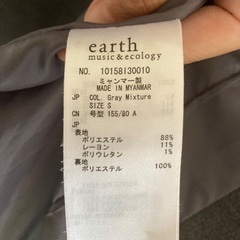 earth
music&ecology
NO. 10158130010
ミャンマー製
MADE IN MYANMAR
JP COL. Gray Mixture
SIZE S
CN 号型 155/80 A
JP
表地
ポリエステル 88%
レーヨン 11%
ポリウレタン 1%
裏地
ポリエステル 100%